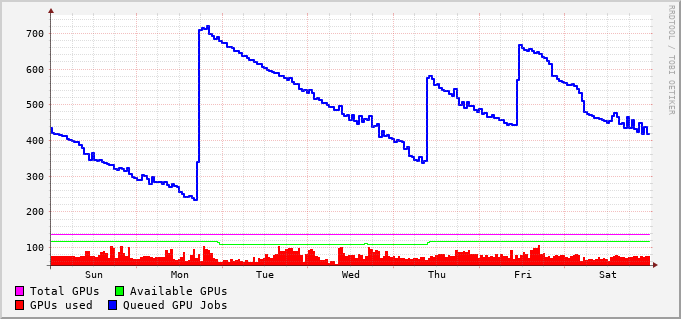 700
600
500
400
300
200
100
Sun Mon Tue Wed Thu Fri Sat
Total GPUs Available GPUs
GPUs used Queued GPU Jobs
RRDTOOL / TOBI OETIKER